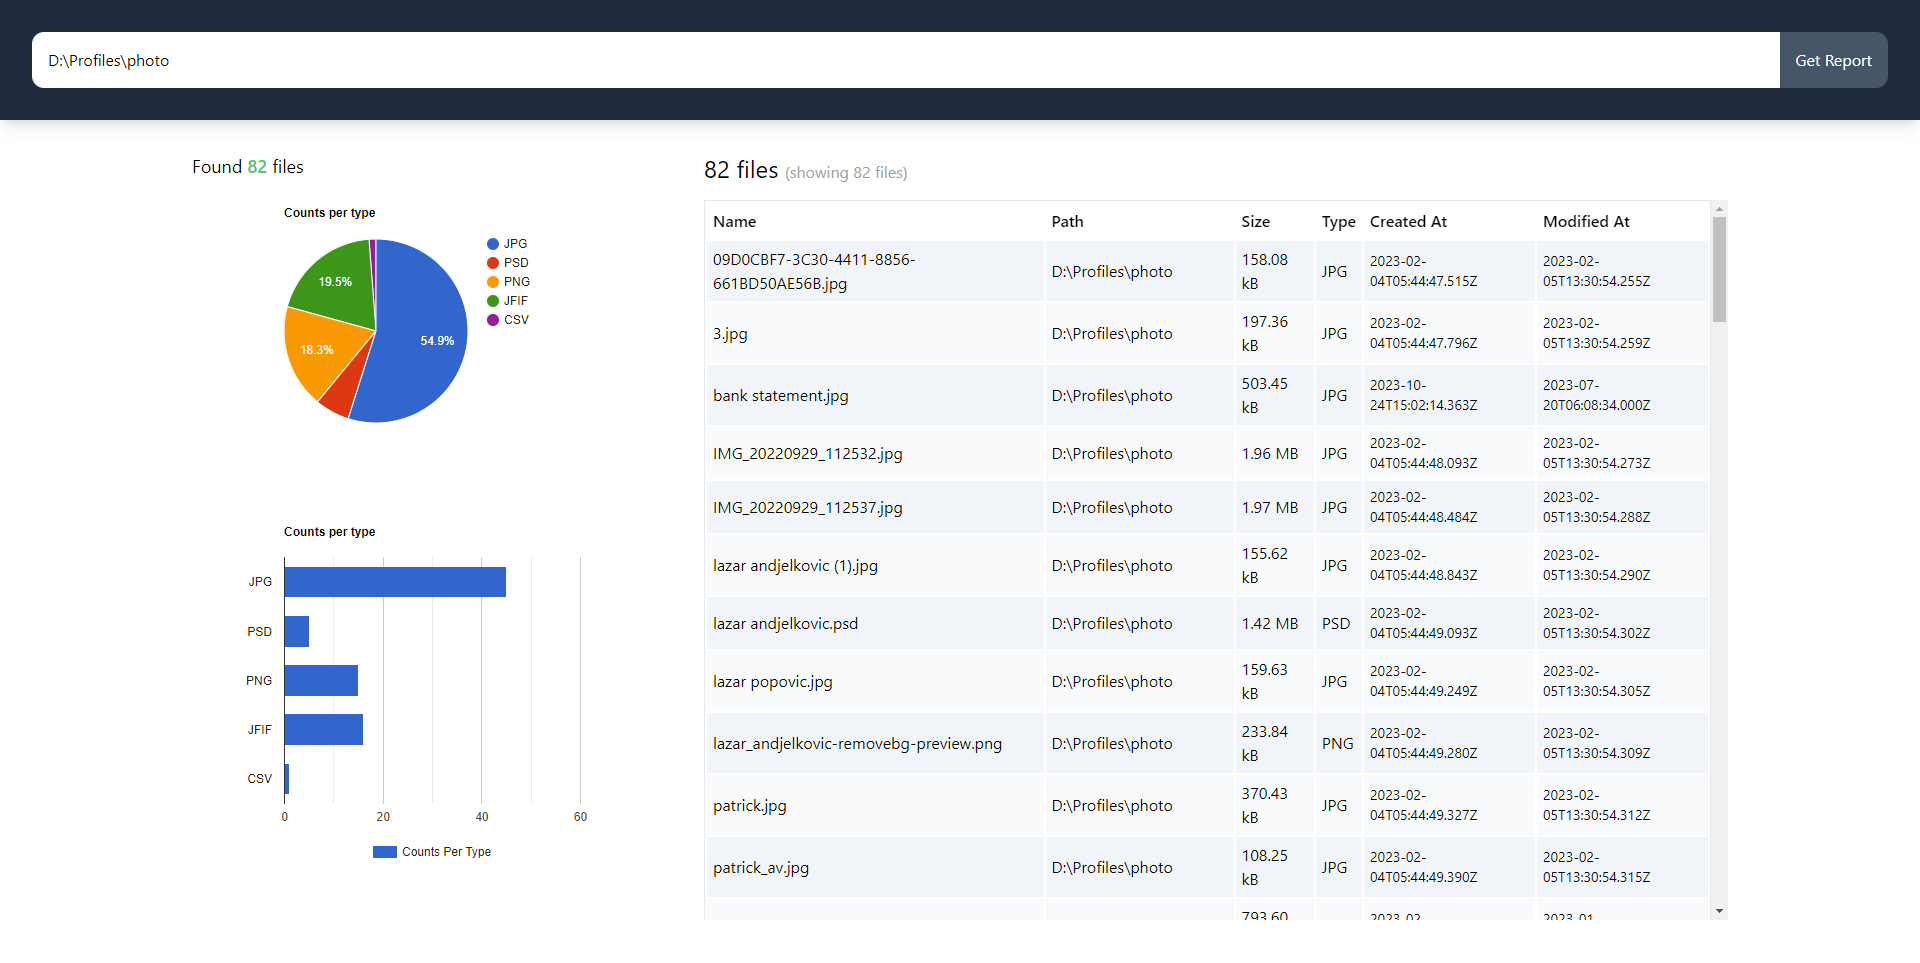 D:\Profiles\photo
Get Report
Found 82 files
Counts per type
JPG
PSD
PNG
JFIF
CSV
19.5%
54.9%
18.3%
Counts per type
JPG
PSD
PNG
JFIF
CSV
0 20 40 60
Counts Per Type
82 files (showing 82 files)
Name Path Size Type Created At Modified At
09D0CBF7-3C30-4411-8856-
661BD50AE56B.jpg
D:\Profiles\photo
158.08
kB
JPG
2023-02-
04T05:44:47.515Z
2023-02-
05T13:30:54.255Z
3.jpg
D:\Profiles\photo
197.36
kB
JPG
2023-02-
04T05:44:47.796Z
2023-02-
05T13:30:54.259Z
bank statement.jpg
D:\Profiles\photo
503.45
kB
JPG
2023-10-
24T15:02:14.363Z
2023-07-
20T06:08:34.000Z
IMG_20220929_112532.jpg
D:\Profiles\photo
1.96 MB
JPG
2023-02-
04T05:44:48.093Z
2023-02-
05T13:30:54.273Z
IMG_20220929_112537.jpg
D:\Profiles\photo
1.97 MB
JPG
2023-02-
04T05:44:48.484Z
2023-02-
05T13:30:54.288Z
lazar andjelkovic (1).jpg
D:\Profiles\photo
155.62
kB
JPG
2023-02-
04T05:44:48.843Z
2023-02-
05T13:30:54.290Z
lazar andjelkovic.psd
D:\Profiles\photo
1.42 MB
PSD
2023-02-
04T05:44:49.093Z
2023-02-
05T13:30:54.302Z
lazar popovic.jpg
D:\Profiles\photo
159.63
kB
JPG
2023-02-
04T05:44:49.249Z
2023-02-
05T13:30:54.305Z
lazar_andjelkovic-removebg-preview.png
D:\Profiles\photo
233.84
kB
PNG
2023-02-
04T05:44:49.280Z
2023-02-
05T13:30:54.309Z
patrick.jpg
D:\Profiles\photo
370.43
kB
JPG
2023-02-
04T05:44:49.327Z
2023-02-
05T13:30:54.312Z
patrick_av.jpg
D:\Profiles\photo
108.25
kB
JPG
2023-02-
04T05:44:49.390Z
2023-02-
05T13:30:54.315Z
793.60
2023-02-
2023-01-